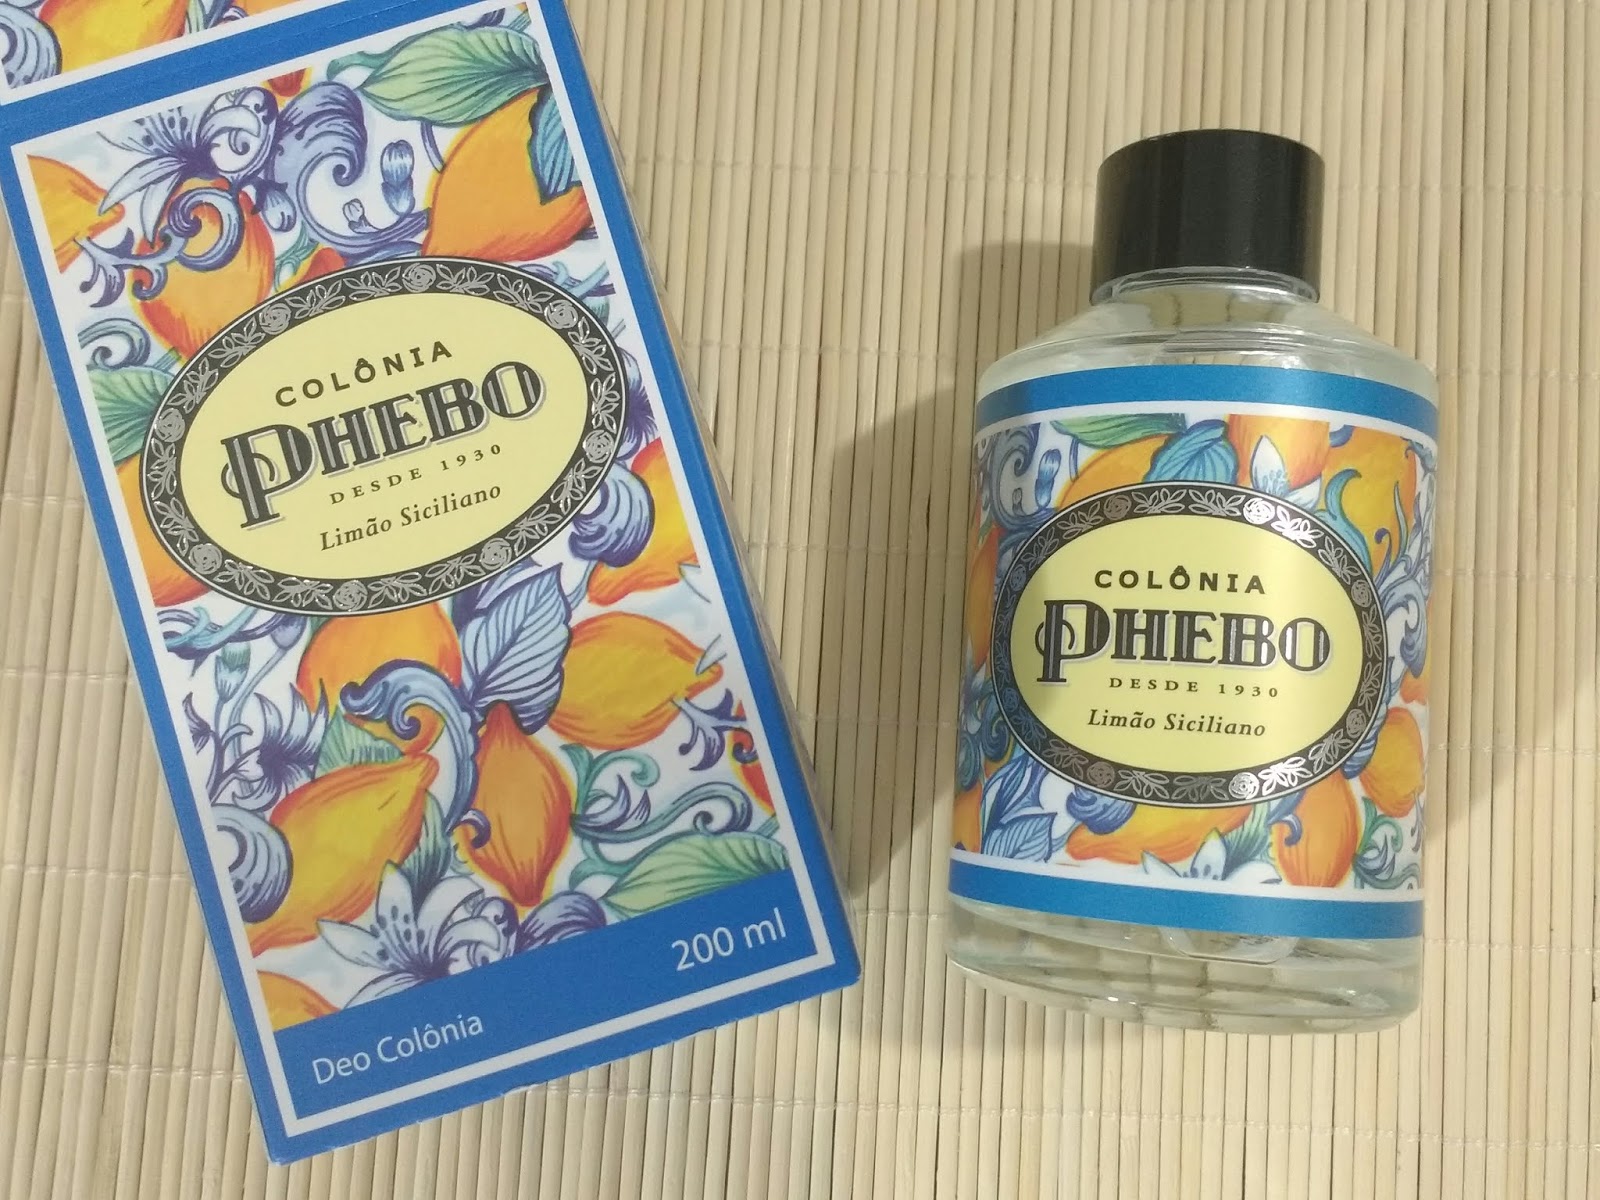 COLÔNIA
PHEBO
DESDE 1930
Limão Siciliano
200 ml
Deo Colônia
COLÔNIA
PHEBO
DESDE 1930
Limão Siciliano